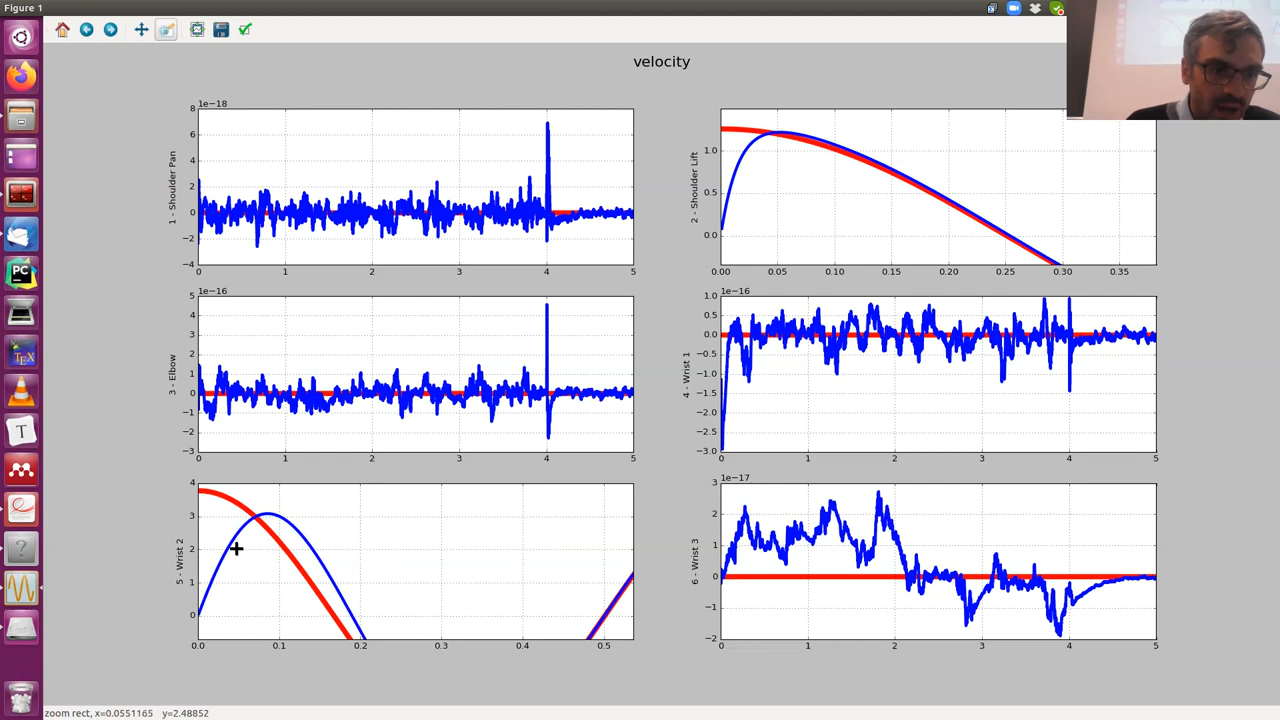 Figure 1
velocity
1e−18
8
6
4
2
0
−2
−4
1 - Shoulder Pan
0 1 2 3 4 5
1.0
0.5
0.0
2 - Shoulder Lift
0.00 0.05 0.10 0.15 0.20 0.25 0.30 0.35
1e−16
5
4
3
2
1
0
−1
−2
−3
3 - Elbow
0 1 2 3 4 5
1e−16
1.0
0.5
0.0
−0.5
−1.0
−1.5
−2.0
−2.5
−3.0
4 - Wrist 1
0 1 2 3 4 5
4
3
2
1
0
5 - Wrist 2
0.0 0.1 0.2 0.3 0.4 0.5
1e−17
3
2
1
0
−1
−2
6 - Wrist 3
0 1 2 3 4 5
PC
TEX
T
?
zoom rect, x=0.0551165 y=2.48852